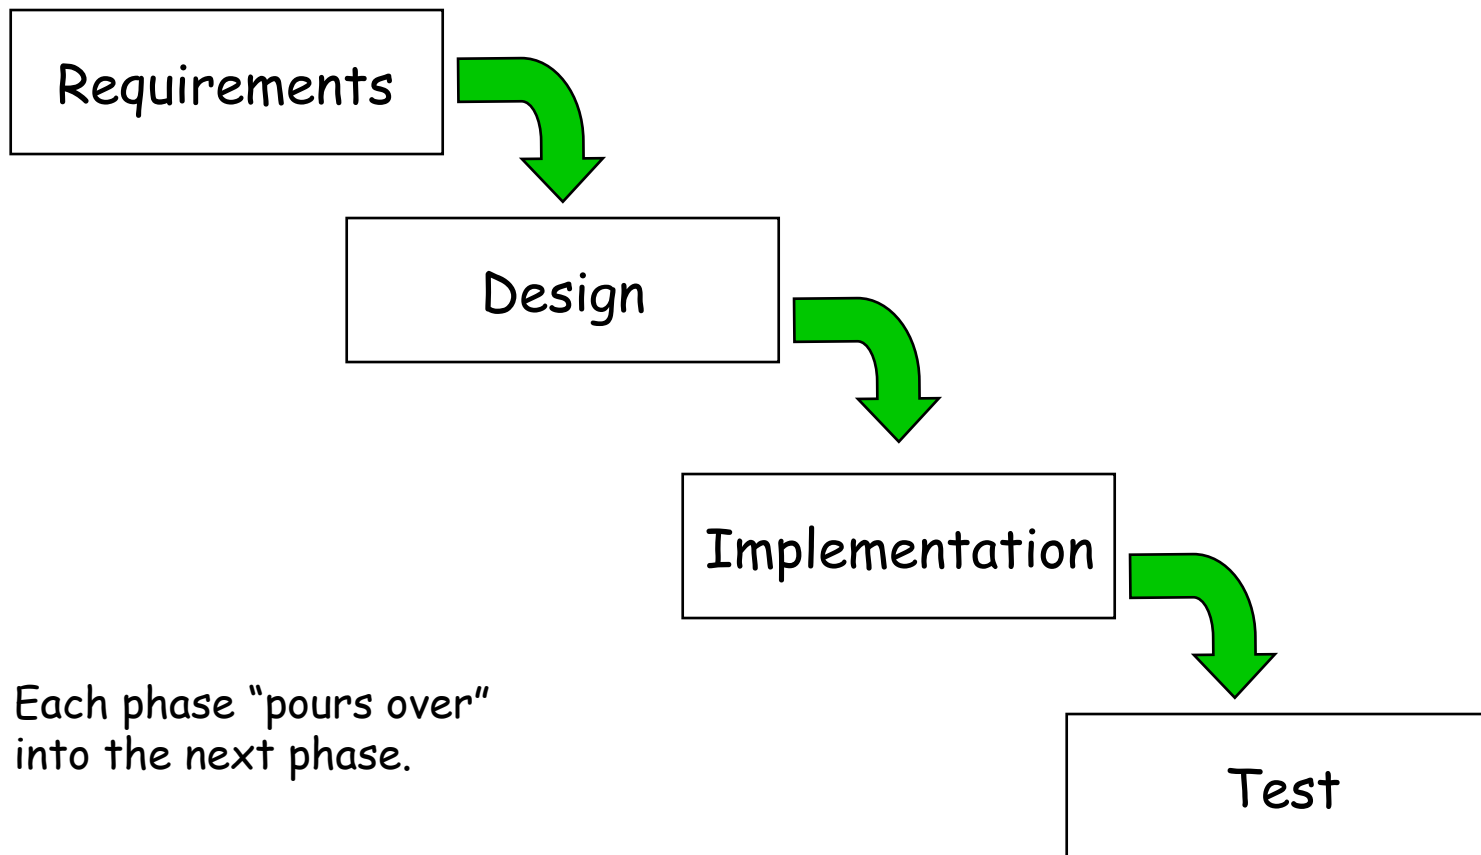 Requirements
Design
Implementation
Each phase “pours over”
into the next phase.
Test